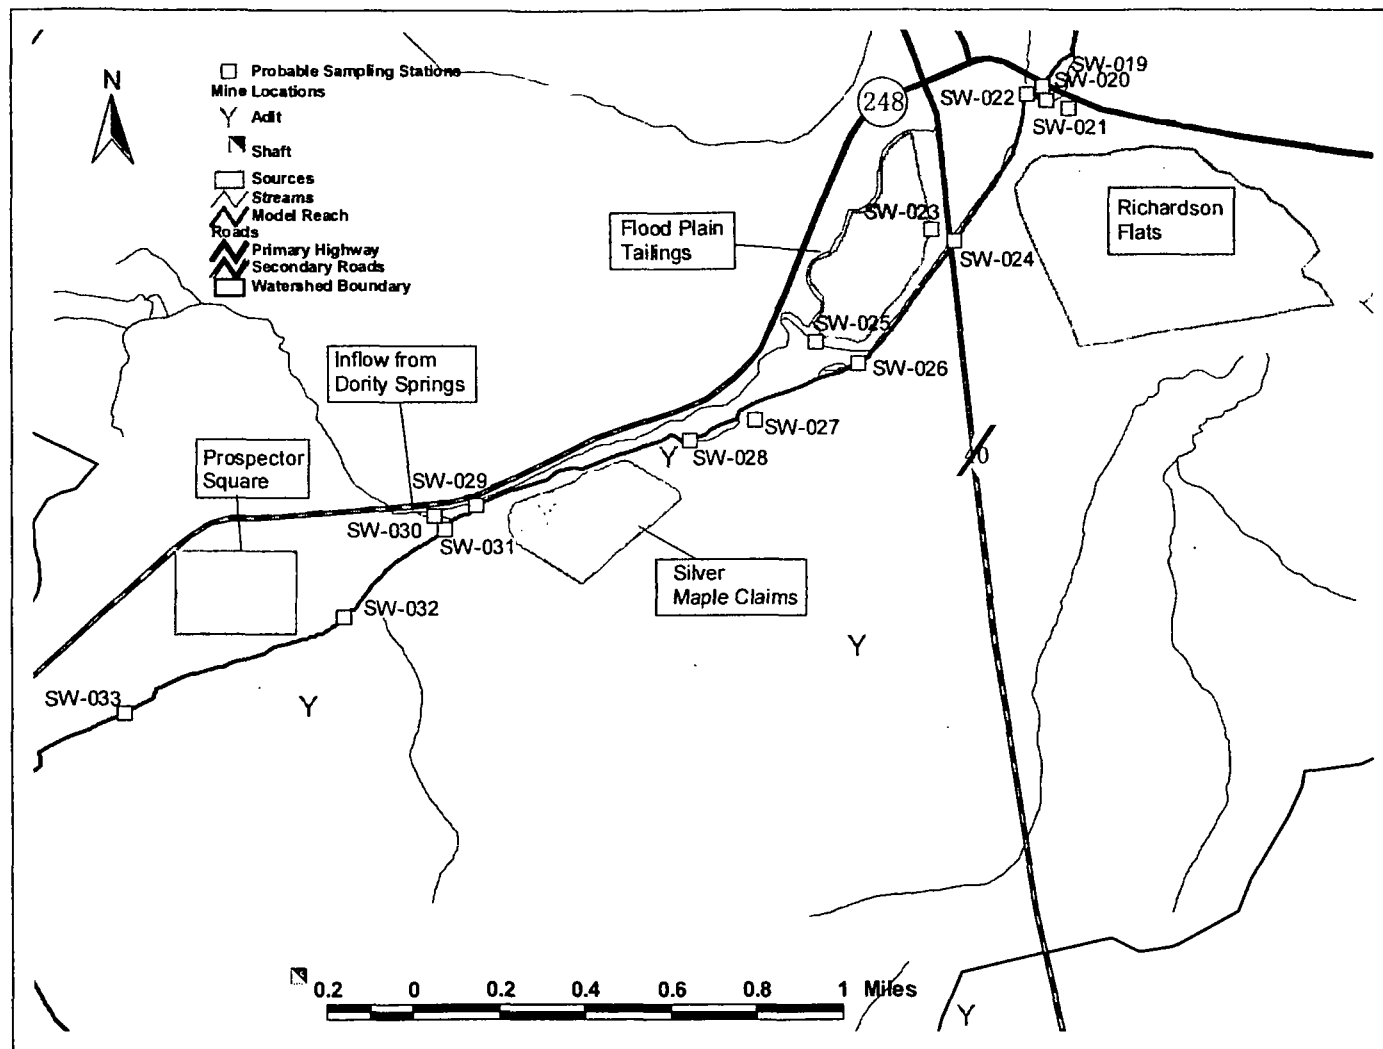 N
Probable Sampling Stations
Mine Locations
Y Adit
Shaft
Sources
Streams
Model Reach
Roads
Primary Highway
Secondary Roads
Watershed Boundary
248
SW-019
SW-020
SW-022
SW-021
Richardson
Flats
Flood Plain
Tailings
SW-023
SW-024
SW-025
SW-026
Inflow from
Dority Springs
SW-027
SW-028
Y
Prospector
Square
SW-029
SW-030
SW-031
Silver
Maple Claims
SW-032
Y
SW-033
Y
Y
0.2 0 0.2 0.4 0.6 0.8 1 Miles